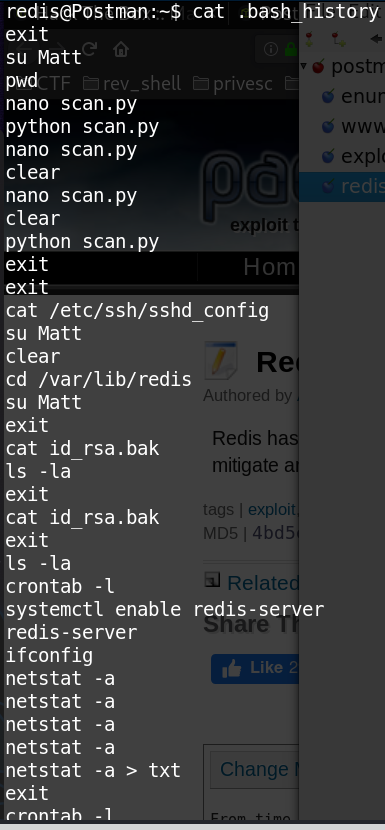 redis@Postman:~$ cat .bash_history
exit
su Matt
pwd
nano scan.py
python scan.py
nano scan.py
clear
nano scan.py
clear
python scan.py
exit
exit
cat /etc/ssh/sshd_config
su Matt
clear
cd /var/lib/redis
su Matt
exit
cat id_rsa.bak
ls -la
exit
cat id_rsa.bak
exit
ls -la
crontab -l
systemctl enable redis-server
redis-server
ifconfig
netstat -a
netstat -a
netstat -a
netstat -a
netstat -a > txt
exit
crontab -l
CTF
rev_shell
privesc
pac
exploit t
Hom
Red
Authored by
Redis has
mitigate an
tags | exploit,
MD5 | 4bd5
Related
Share Th
Like 2
Change
From time
postm
enur
www
expl
redis